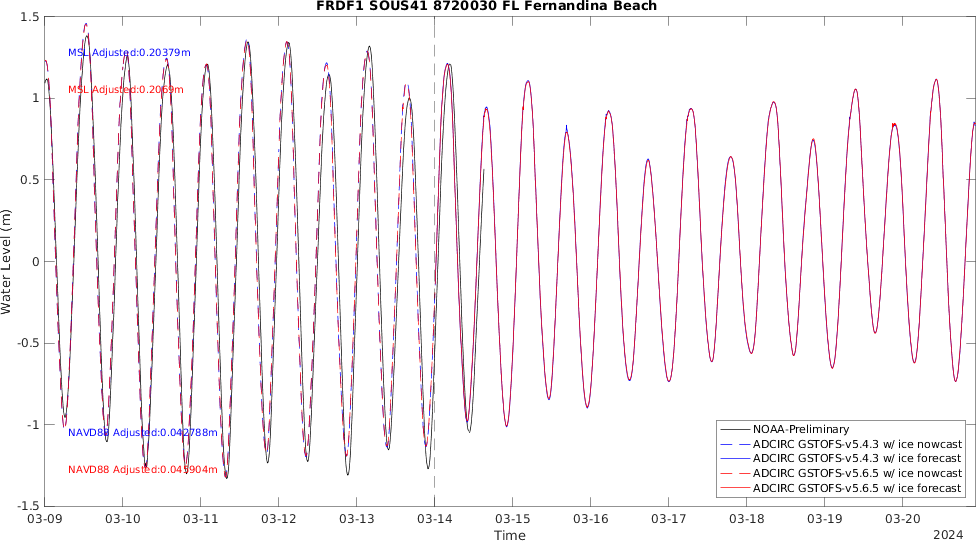 FRDF1 SOUS41 8720030 FL Fernandina Beach
1.5
MSL Adjusted:0.20379m
MSL Adjusted:0.2069m
1
0.5
0
-0.5
-1
-1.5
Water Level (m)
NAVD88 Adjusted:0.042788m
NAVD88 Adjusted:0.045904m
NOAA-Preliminary
ADCIRC GSTOFS-v5.4.3 w/ ice nowcast
ADCIRC GSTOFS-v5.4.3 w/ ice forecast
ADCIRC GSTOFS-v5.6.5 w/ ice nowcast
ADCIRC GSTOFS-v5.6.5 w/ ice forecast
03-09 03-10 03-11 03-12 03-13 03-14 03-15 03-16 03-17 03-18 03-19 03-20
Time
2024